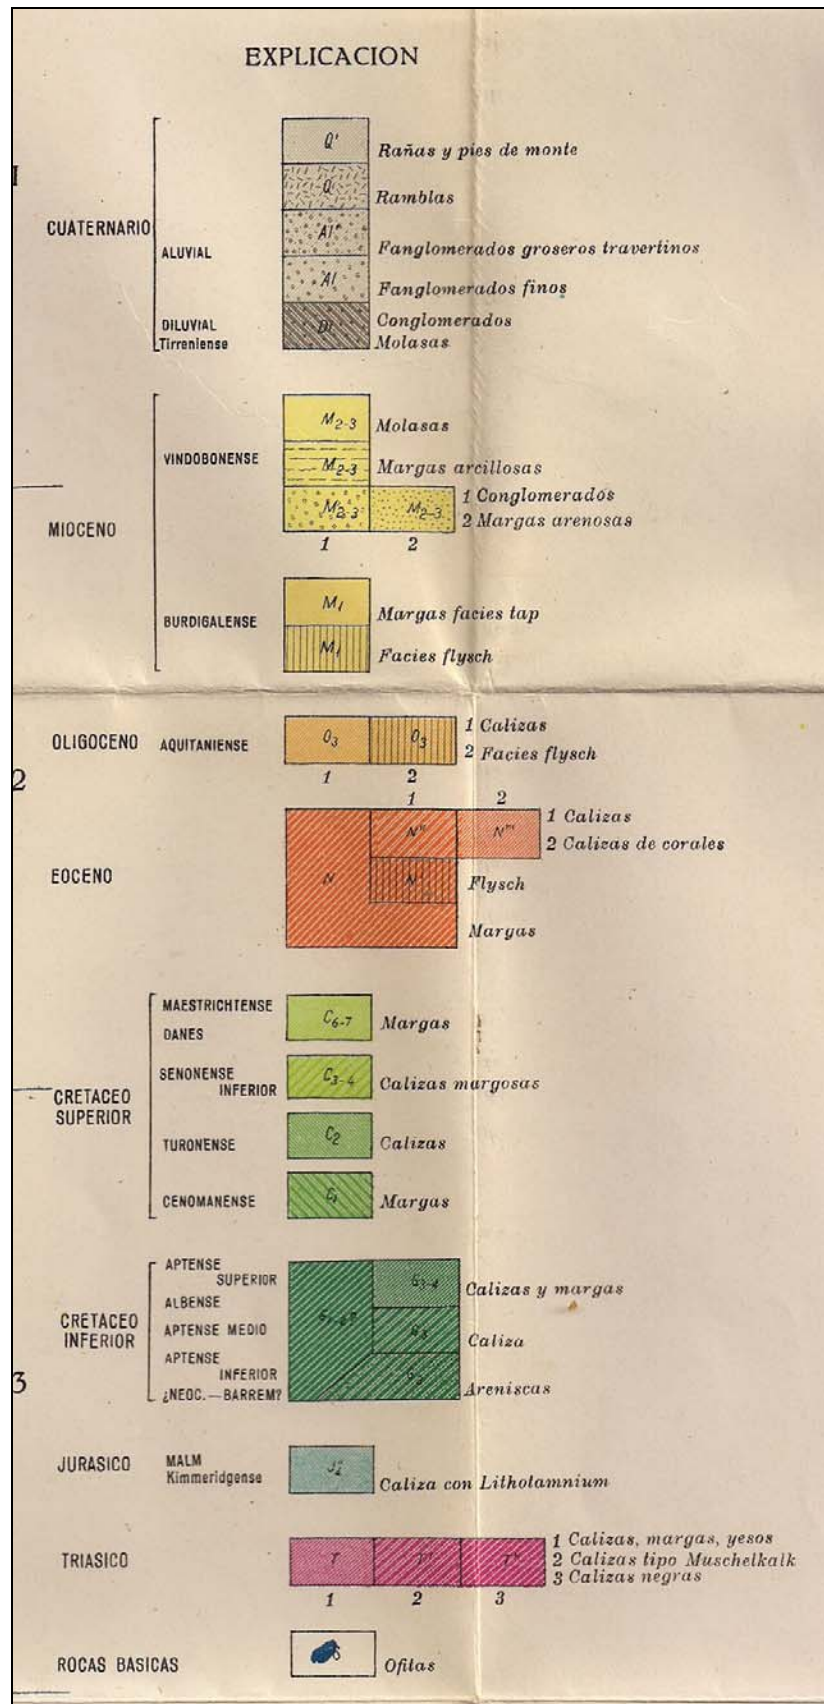 EXPLICACION
CUATERNARIO
Q' Rañas y pies de monte
Q Ramblas
ALUVIAL
Al" Fanglomerados groseros travertinos
Al Fanglomerados finos
DILUVIAL
Tirreniense
Dl Conglomerados
Molasas
MIOCENO
VINDOBONENSE
M2-3 Molasas
M2-3 Margas arcillosas
M2-3 M2-3 1 Conglomerados
2 Margas arenosas
1 2
BURDIGALENSE
M1 Margas facies tap
M1 Facies flysch
OLIGOCENO AQUITANIENSE
O3 O3 1 Calizas
2 Facies flysch
1 2
2
1 2
EOCENO
N" N"' 1 Calizas
2 Calizas de corales
N N' Flysch
Margas
CRETACEO
SUPERIOR
MAESTRICHTENSE
DANES
C6-7 Margas
SENONENSE
INFERIOR
C3-4 Calizas margosas
TURONENSE
C2 Calizas
CENOMANENSE
C1 Margas
CRETACEO
INFERIOR
APTENSE
SUPERIOR
ALBENSE
APTENSE MEDIO
APTENSE
INFERIOR
¿NEOC.—BARREM?
G3-4 Calizas y margas
Caliza
Areniscas
3
JURASICO
MALM
Kimmeridgense
Caliza con Litholamnium
TRIASICO
T T' T" 1 Calizas, margas, yesos
2 Calizas tipo Muschelkalk
3 Calizas negras
1 2 3
ROCAS BASICAS
Ofitas